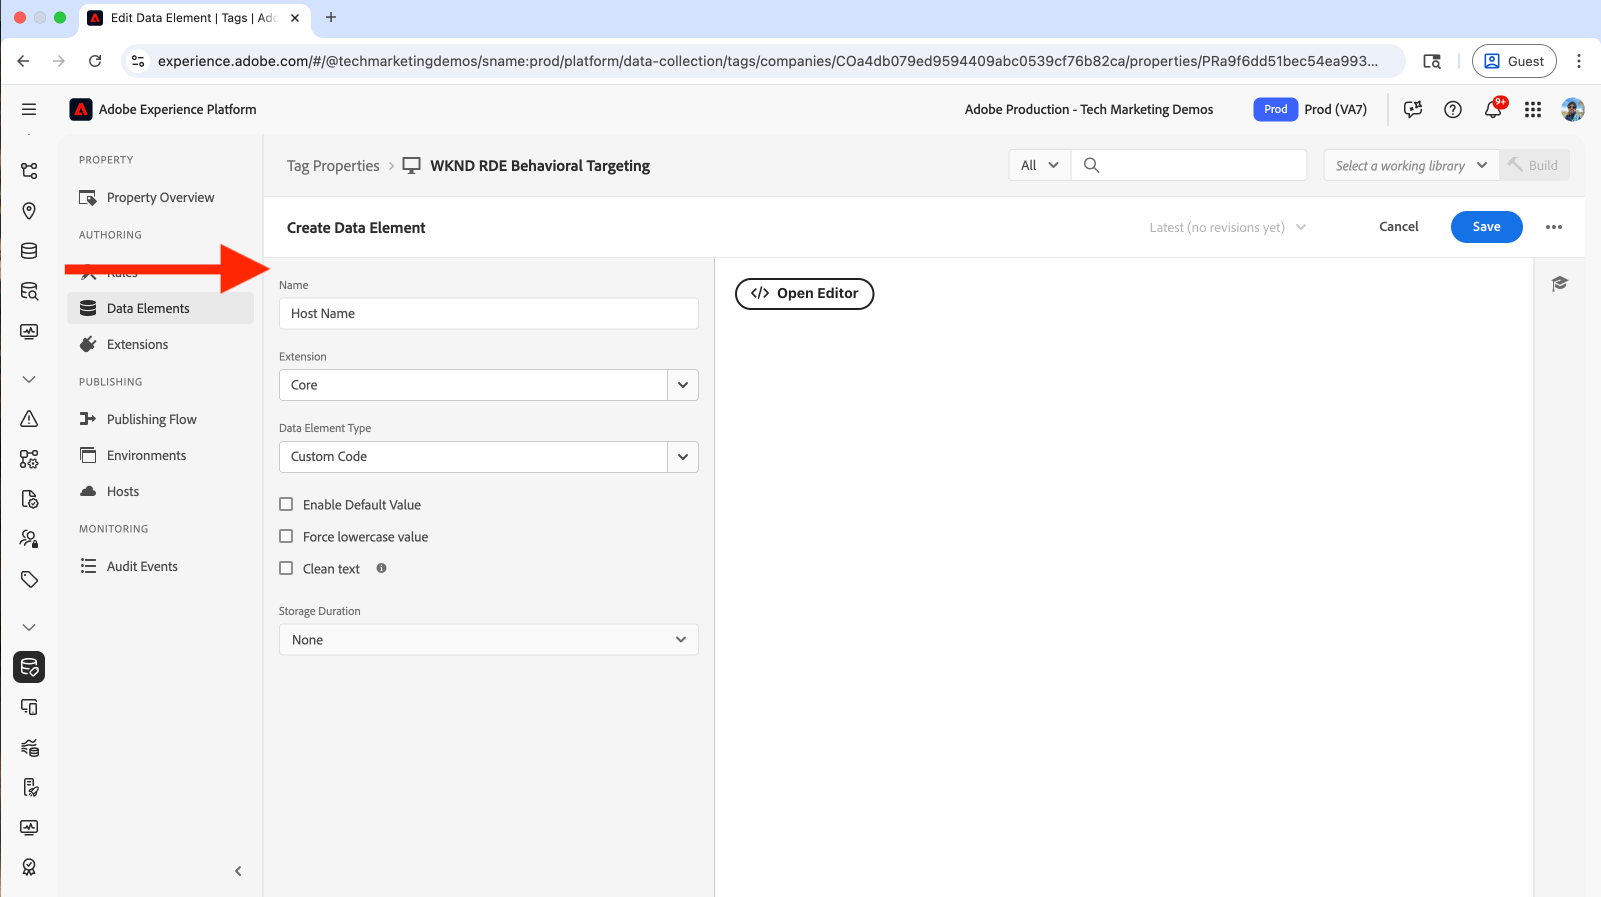 Edit Data Element | Tags | Ado
experience.adobe.com/#/@techmarketingdemos/sname:prod/platform/data-collection/tags/companies/COa4db079ed9594409abc0539cf76b82ca/properties/PRa9f6dd51bec54ea993...
Guest
Adobe Experience Platform
Adobe Production - Tech Marketing Demos
Prod
Prod (VA7)
9+
PROPERTY
Property Overview
AUTHORING
Rules
Data Elements
Extensions
PUBLISHING
Publishing Flow
Environments
Hosts
MONITORING
Audit Events
Tag Properties > WKND RDE Behavioral Targeting
All
Select a working library
Build
Create Data Element
Latest (no revisions yet)
Cancel
Save
Name
Host Name
Extension
Core
Data Element Type
Custom Code
Enable Default Value
Force lowercase value
Clean text
Storage Duration
None
</> Open Editor